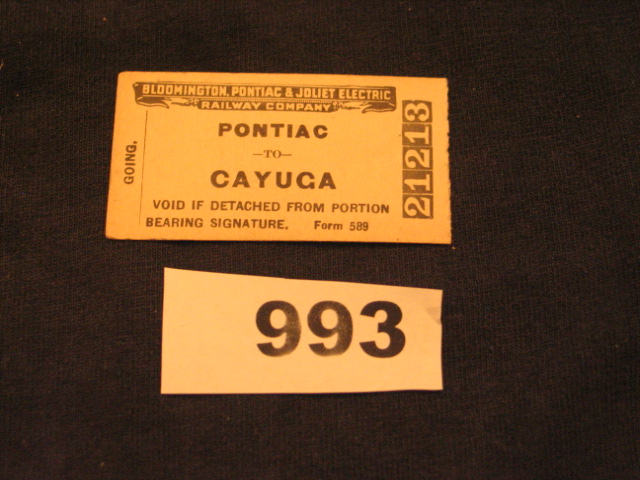 BLOOMINGTON, PONTIAC & JOLIET ELECTRIC
RAILWAY COMPANY
GOING.
PONTIAC
—TO—
CAYUGA
VOID IF DETACHED FROM PORTION
BEARING SIGNATURE. Form 589
21213
993